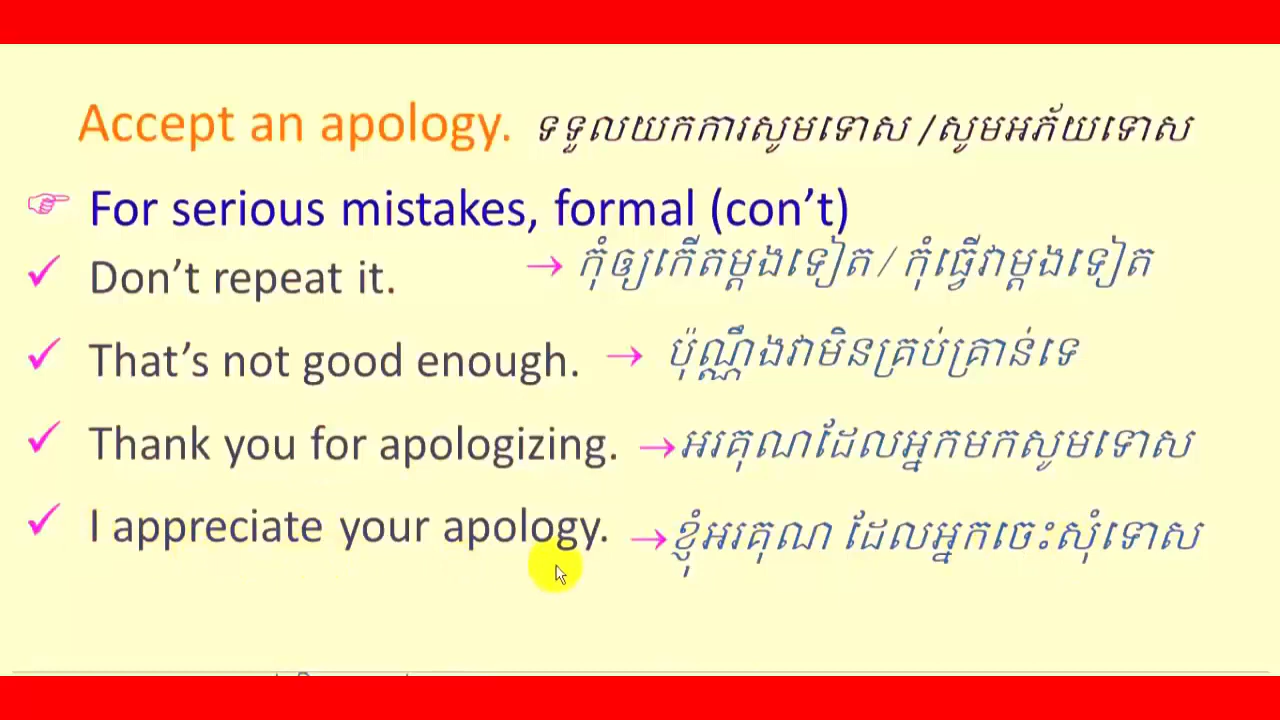 Accept an apology. ទទួលយកការសូមទោស /សូមអភ័យទោស
For serious mistakes, formal (con’t)
Don’t repeat it. → កុំឲ្យកើតម្ដងទៀត/ កុំធ្វើវាម្ដងទៀត
That’s not good enough. → ប៉ុណ្ណឹងវាមិនគ្រប់គ្រាន់ទេ
Thank you for apologizing. →អរគុណដែលអ្នកមកសូមទោស
I appreciate your apology. →ខ្ញុំអរគុណ ដែលអ្នកចេះសុំទោស